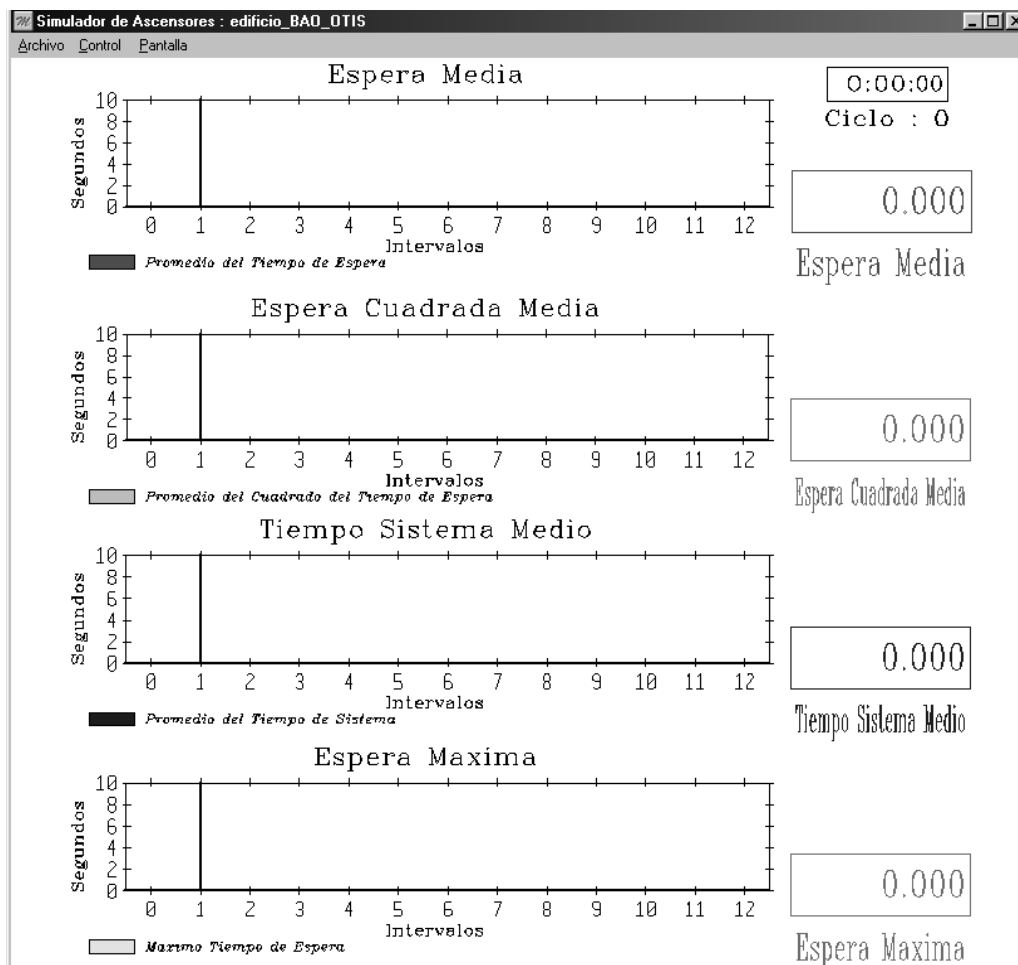 Simulador de Ascensores : edificio_BAO_OTIS
Archivo Control Pantalla
Espera Media
Segundos
10
8
6
4
2
0
0 1 2 3 4 5 6 7 8 9 10 11 12
Intervalos
Promedio del Tiempo de Espera
0:00:00
Ciclo : 0
0.000
Espera Media
Espera Cuadrada Media
Segundos
10
8
6
4
2
0
0 1 2 3 4 5 6 7 8 9 10 11 12
Intervalos
Promedio del Cuadrado del Tiempo de Espera
0.000
Espera Cuadrada Media
Tiempo Sistema Medio
Segundos
10
8
6
4
2
0
0 1 2 3 4 5 6 7 8 9 10 11 12
Intervalos
Promedio del Tiempo de Sistema
0.000
Tiempo Sistema Medio
Espera Maxima
Segundos
10
8
6
4
2
0
0 1 2 3 4 5 6 7 8 9 10 11 12
Intervalos
Maximo Tiempo de Espera
0.000
Espera Maxima